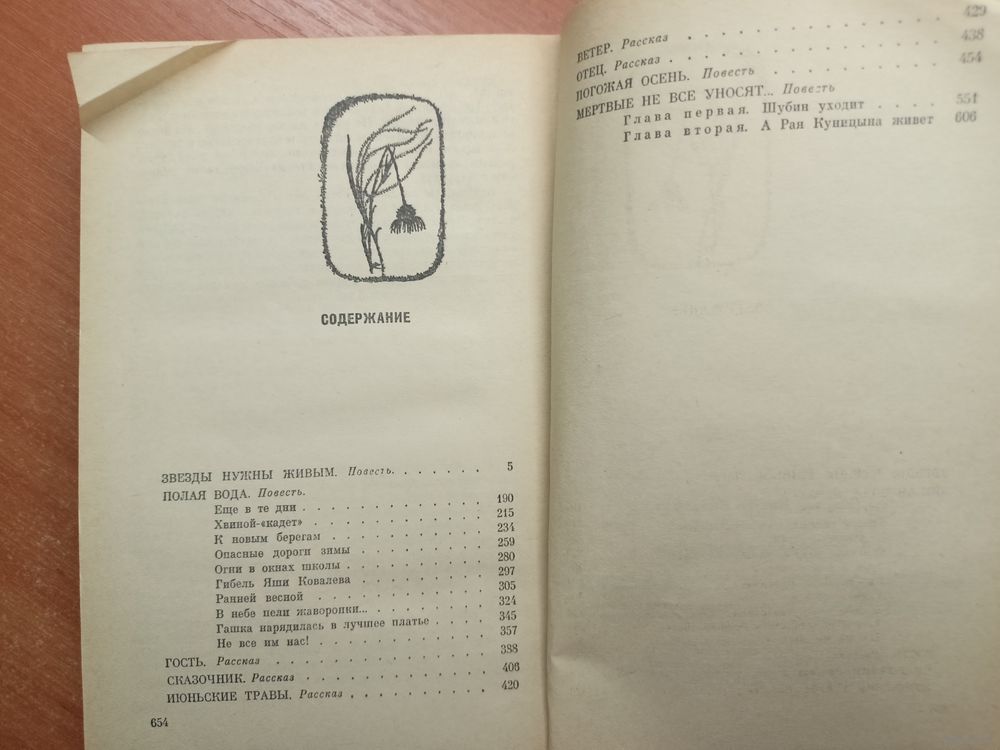 СОДЕРЖАНИЕ
ЗВЕЗДЫ НУЖНЫ ЖИВЫМ. Повесть. . . . . . . 5
ПОЛАЯ ВОДА. Повесть.
Еще в те дни . . . . . . . . . . 190
Хвиной-«кадет» . . . . . . . . . 215
К новым берегам . . . . . . . . 234
Опасные дороги зимы . . . . . . . 259
Огни в окнах школы . . . . . . . . 280
Гибель Яши Ковалева . . . . . . . 297
Ранней весной . . . . . . . . . 305
В небе пели жаворонки... . . . . . . 324
Гашка нарядилась в лучшее платье . . . . 345
Не все им нас! . . . . . . . . . 357
ГОСТЬ. Рассказ . . . . . . . . . . . 388
СКАЗОЧНИК. Рассказ . . . . . . . . . . 406
ИЮНЬСКИЕ ТРАВЫ. Рассказ . . . . . . . . 420
654
ВЕТЕР. Рассказ . . . . . . . . . . . 429
ОТЕЦ. Рассказ . . . . . . . . . . . 438
ПОГОЖАЯ ОСЕНЬ. Повесть . . . . . . . . 454
МЕРТВЫЕ НЕ ВСЕ УНОСЯТ... Повесть
Глава первая. Шубин уходит . . . . 551
Глава вторая. А Рая Куницына живет 606